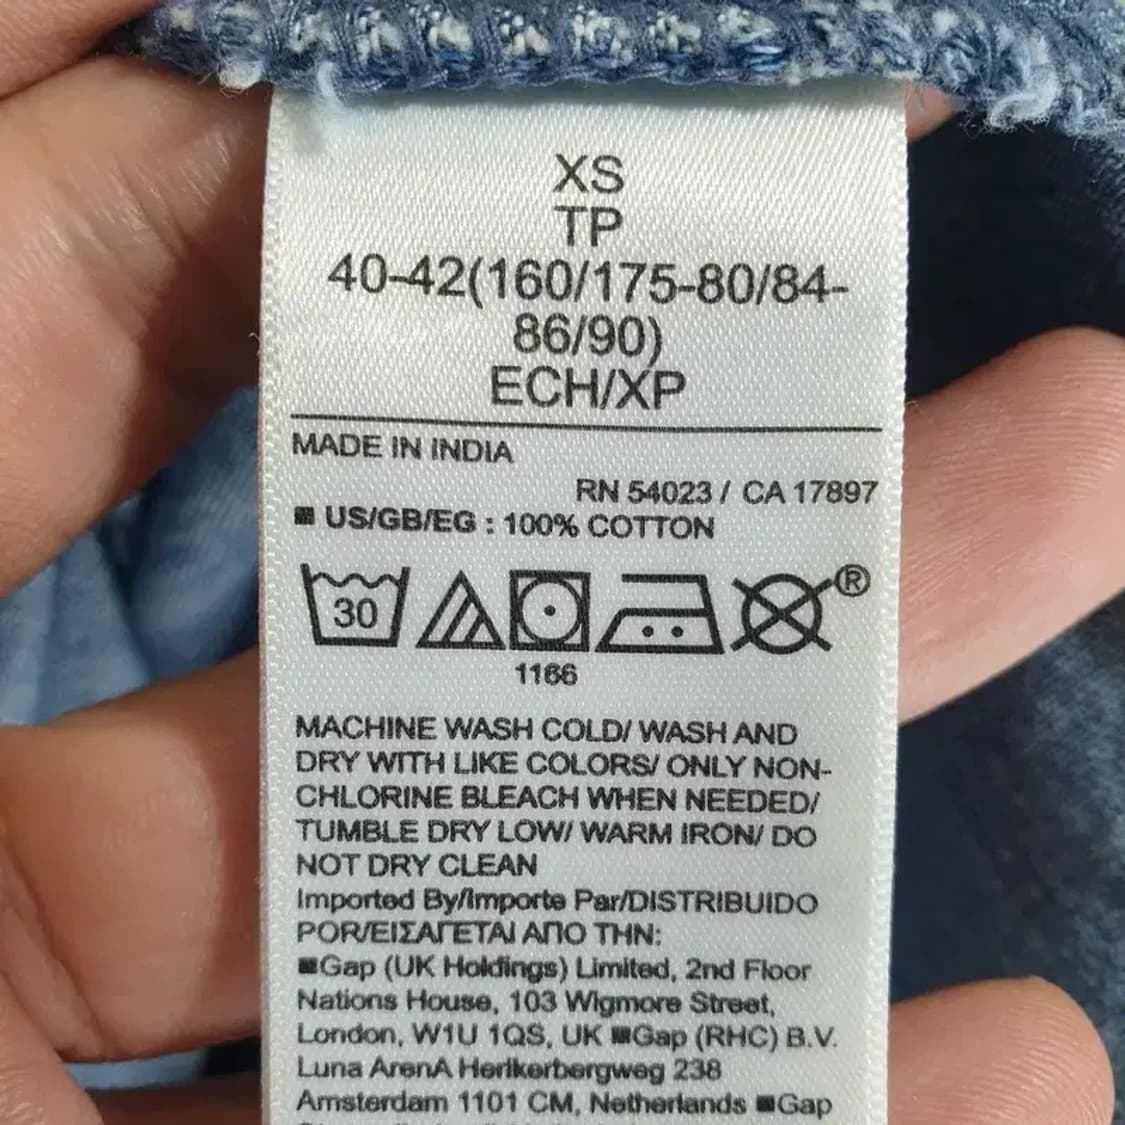 XS
TP
40-42(160/175-80/84-
86/90)
ECH/XP
MADE IN INDIA
RN 54023 / CA 17897
■ US/GB/EG : 100% COTTON
30
®
1166
MACHINE WASH COLD/ WASH AND
DRY WITH LIKE COLORS/ ONLY NON-
CHLORINE BLEACH WHEN NEEDED/
TUMBLE DRY LOW/ WARM IRON/ DO
NOT DRY CLEAN
Imported By/Importe Par/DISTRIBUIDO
POR/ΕΙΣΑΓΕΤΑΙ ΑΠΟ ΤΗΝ:
■Gap (UK Holdings) Limited, 2nd Floor
Nations House, 103 Wigmore Street,
London, W1U 1QS, UK ■Gap (RHC) B.V.
Luna ArenA Herikerbergweg 238
Amsterdam 1101 CM, Netherlands ■Gap